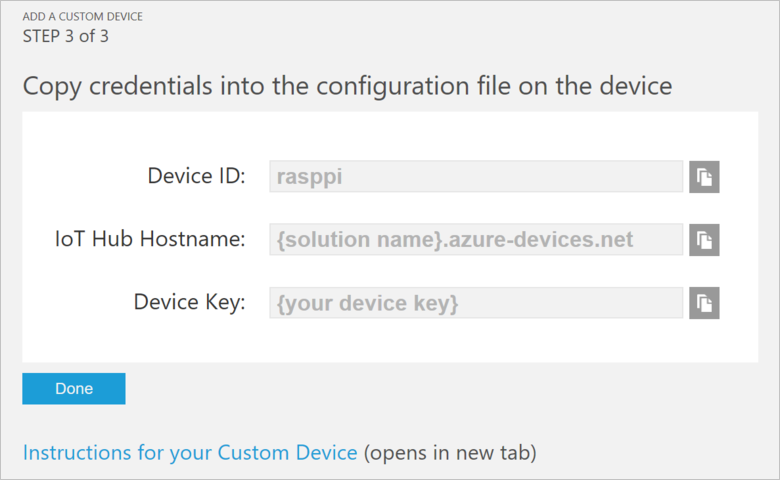 ADD A CUSTOM DEVICE
STEP 3 of 3
Copy credentials into the configuration file on the device
Device ID: rasppi
IoT Hub Hostname: {solution name}.azure-devices.net
Device Key: {your device key}
Done
Instructions for your Custom Device (opens in new tab)